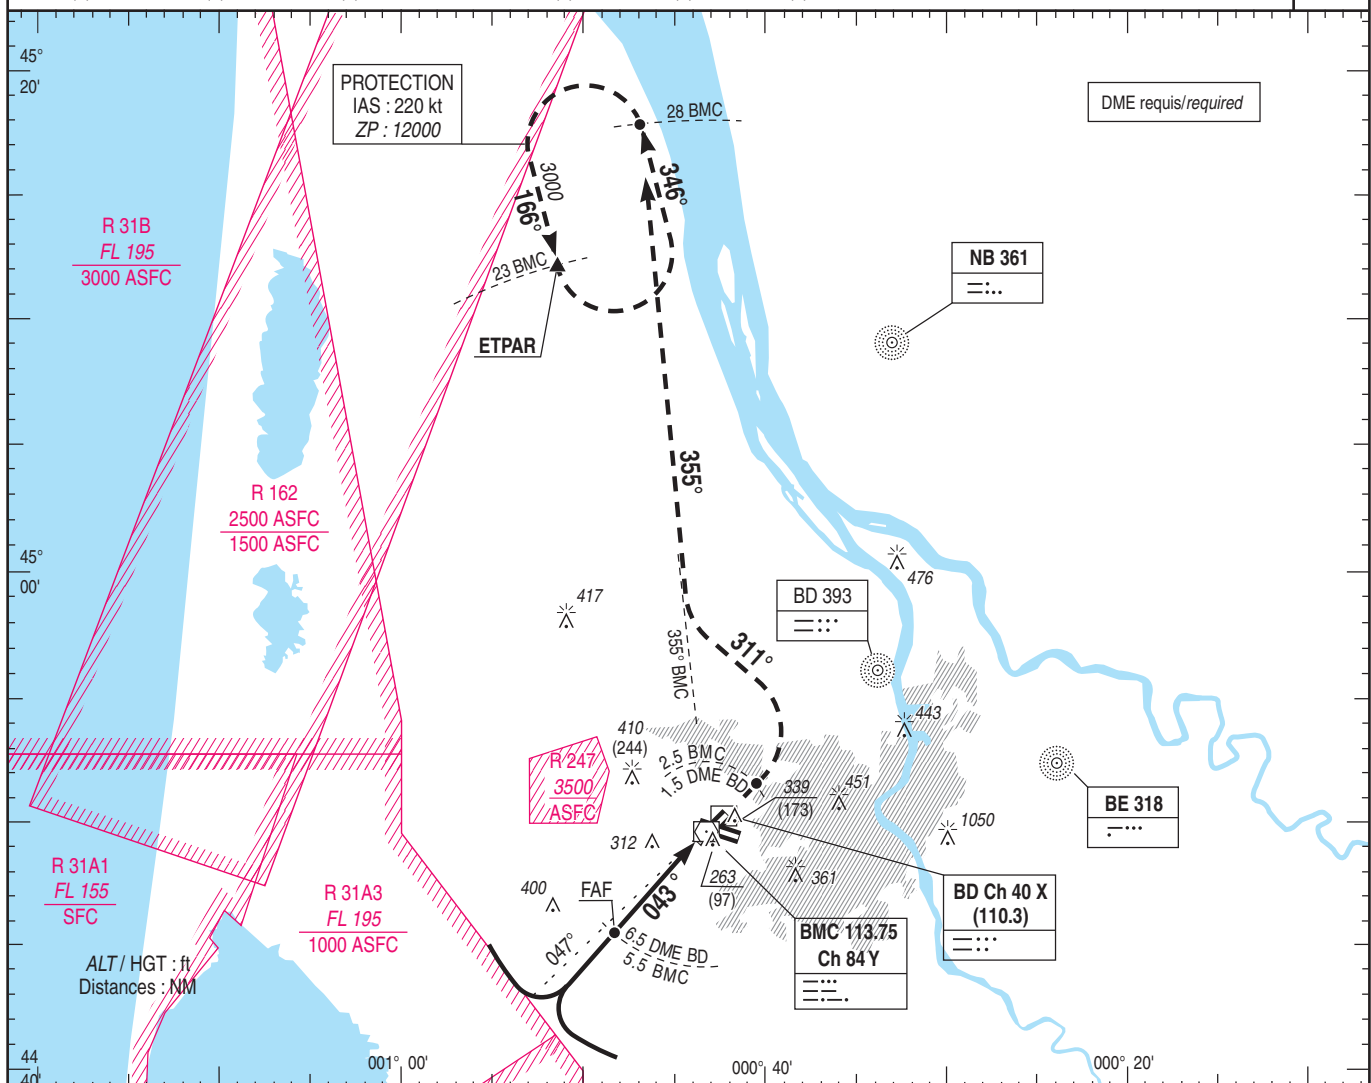 45°
20'
PROTECTION
IAS : 220 kt
ZP : 12000
28 BMC
DME requis/required
3000
166°
346°
R 31B
FL 195
3000 ASFC
23 BMC
NB 361
ETPAR
355°
R 162
2500 ASFC
1500 ASFC
45°
00'
476
417
BD 393
355° BMC
311°
443
410
(244)
2.5 BMC
1.5 DME BD
R 247
3500
ASFC
339
(173)
451
BE 318
1050
312
361
R 31A1
FL 155
SFC
R 31A3
FL 195
1000 ASFC
400
FAF
043°
263
(97)
BD Ch 40 X
(110.3)
BMC 113.75
Ch 84 Y
047°
6.5 DME BD
5.5 BMC
ALT / HGT : ft
Distances : NM
44
40'
001° 00'
000° 40'
000° 20'